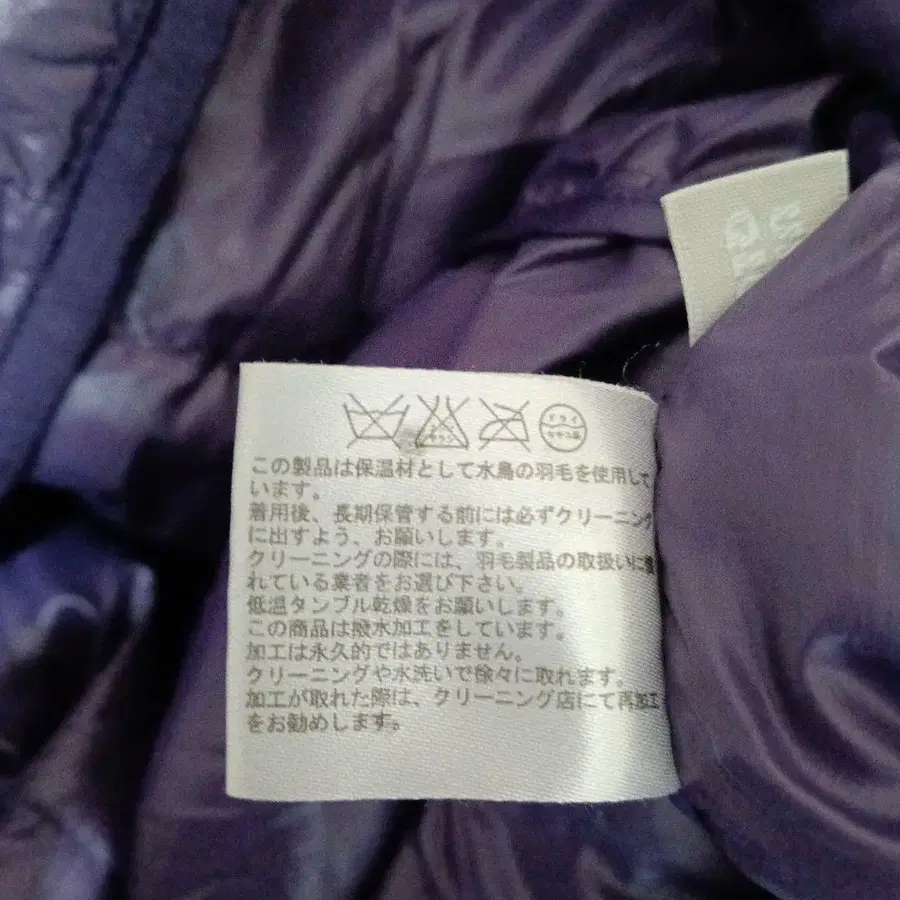 ドライ
セキユ系
この製品は保温材として水鳥の羽毛を使用して
います。
着用後、長期保管する前には必ずクリーニング
に出すよう、お願いします。
クリーニングの際には、羽毛製品の取扱いに慣
れている業者をお選び下さい。
低温タンブル乾燥をお願いします。
この商品は撥水加工をしています。
加工は永久的ではありません。
クリーニングや水洗いで徐々に取れます。
加工が取れた際は、クリーニング店にて再加工
をお勧めします。